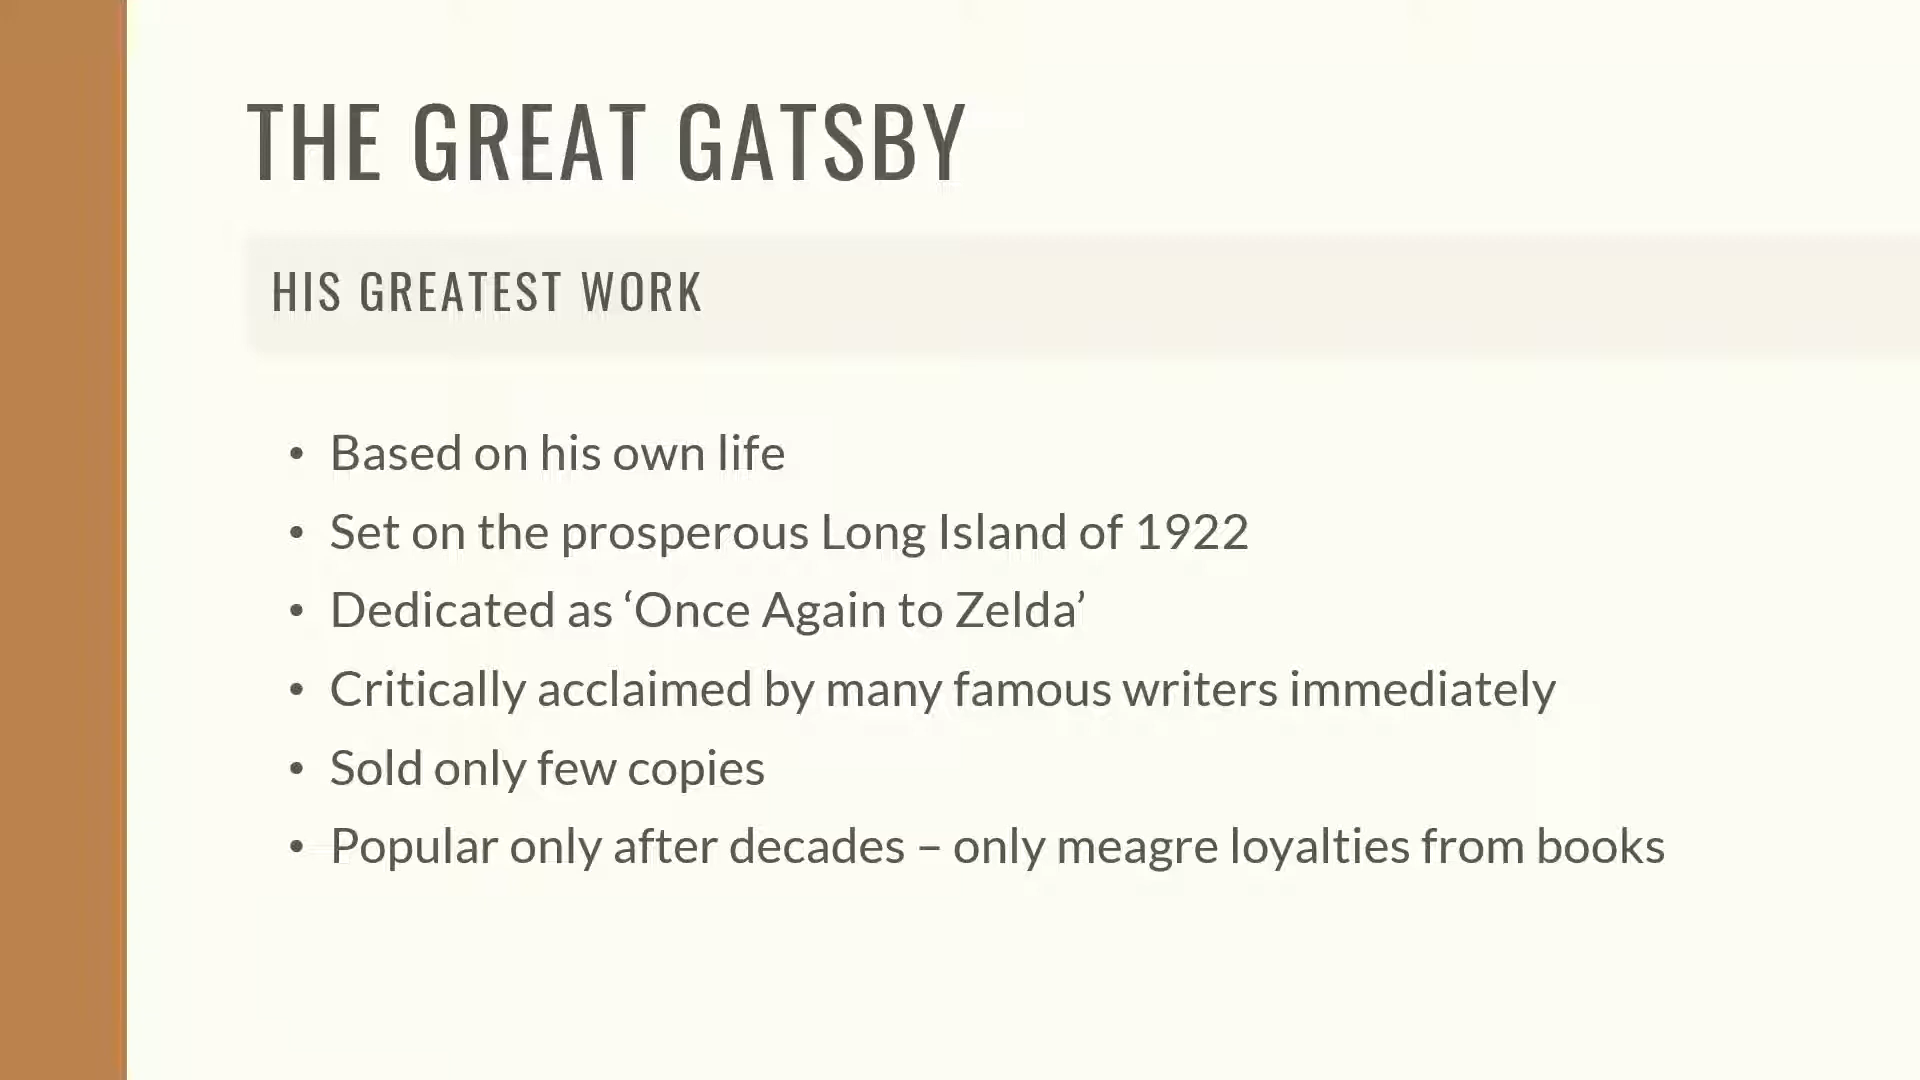 THE GREAT GATSBY
HIS GREATEST WORK
• Based on his own life
• Set on the prosperous Long Island of 1922
• Dedicated as ‘Once Again to Zelda’
• Critically acclaimed by many famous writers immediately
• Sold only few copies
• Popular only after decades – only meagre loyalties from books